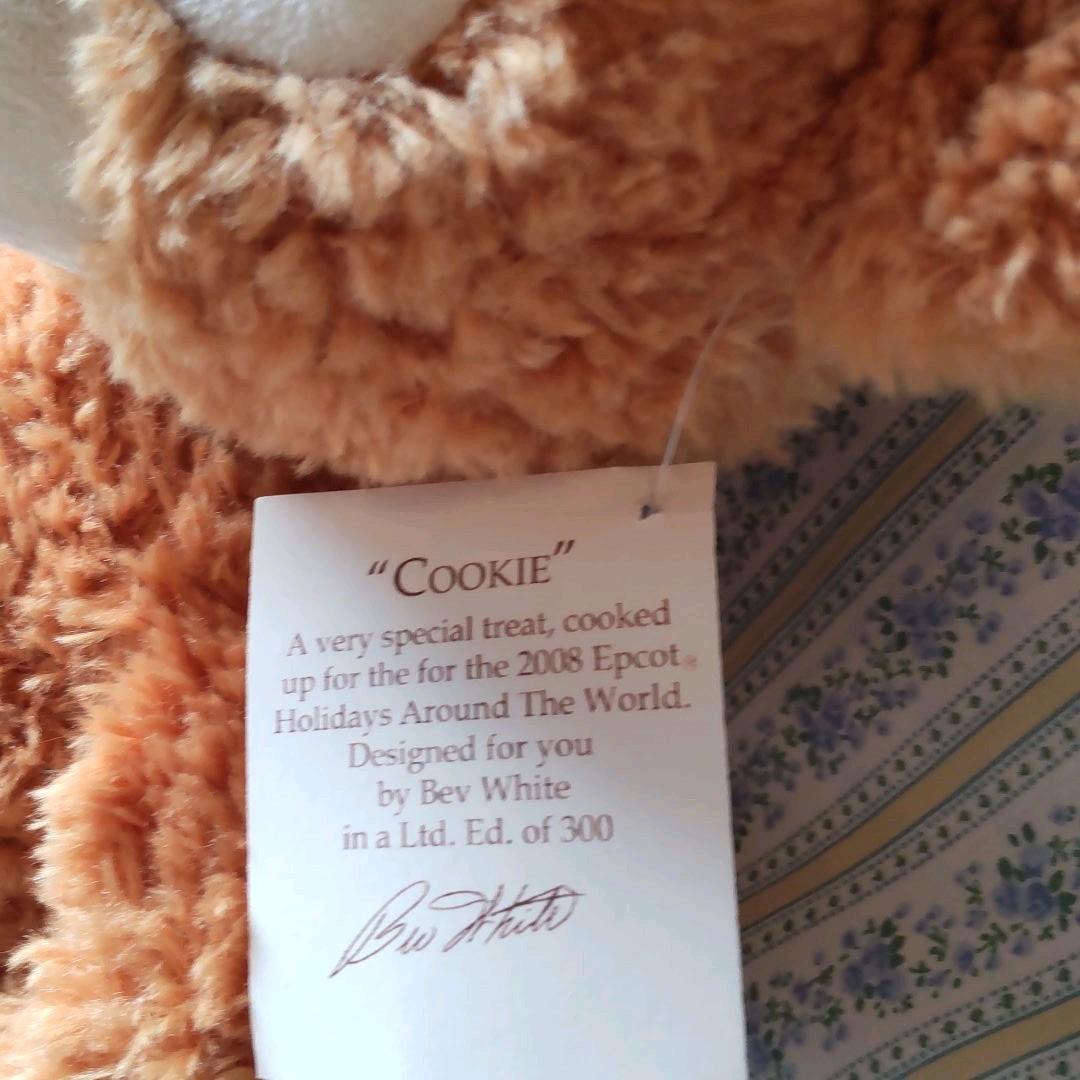 "COOKIE"
A very special treat, cooked
up for the for the 2008 Epcot®
Holidays Around The World.
Designed for you
by Bev White
in a Ltd. Ed. of 300
Bev White